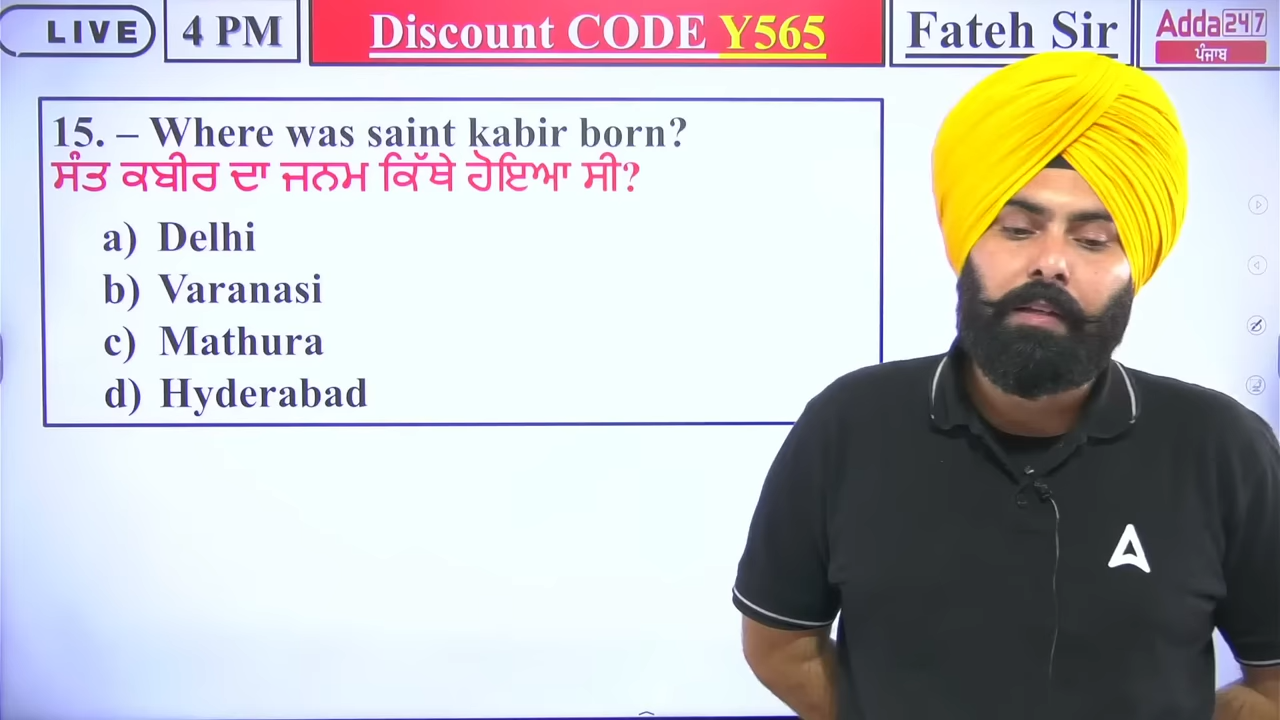 LIVE
4 PM
Discount CODE Y565
Fateh Sir
Adda247
ਪੰਜਾਬ
15. – Where was saint kabir born?
ਸੰਤ ਕਬੀਰ ਦਾ ਜਨਮ ਕਿੱਥੇ ਹੋਇਆ ਸੀ?
a) Delhi
b) Varanasi
c) Mathura
d) Hyderabad